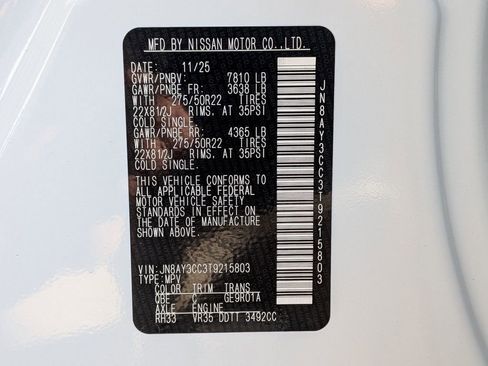 MFD BY NISSAN MOTOR CO.,LTD.
DATE: 11/25
GVWR/PNBV: 7810 LB
GAWR/PNBE FR: 3638 LB
WITH 275/50R22 TIRES
22X81/2J RIMS, AT 35PSI
COLD SINGLE.
GAWR/PNBE RR: 4365 LB
WITH 275/50R22 TIRES
22X81/2J RIMS, AT 35PSI
COLD SINGLE.
THIS VEHICLE CONFORMS TO
ALL APPLICABLE FEDERAL
MOTOR VEHICLE SAFETY
STANDARDS IN EFFECT ON
THE DATE OF MANUFACTURE
SHOWN ABOVE.
VIN: JN8AY3CC3T9215803
TYPE: MPV
COLOR TRIM TRANS
QBE C GE9R01A
AXLE ENGINE
RH33 VR35 DDTT 3492CC
JN8AY3CC3T9215803